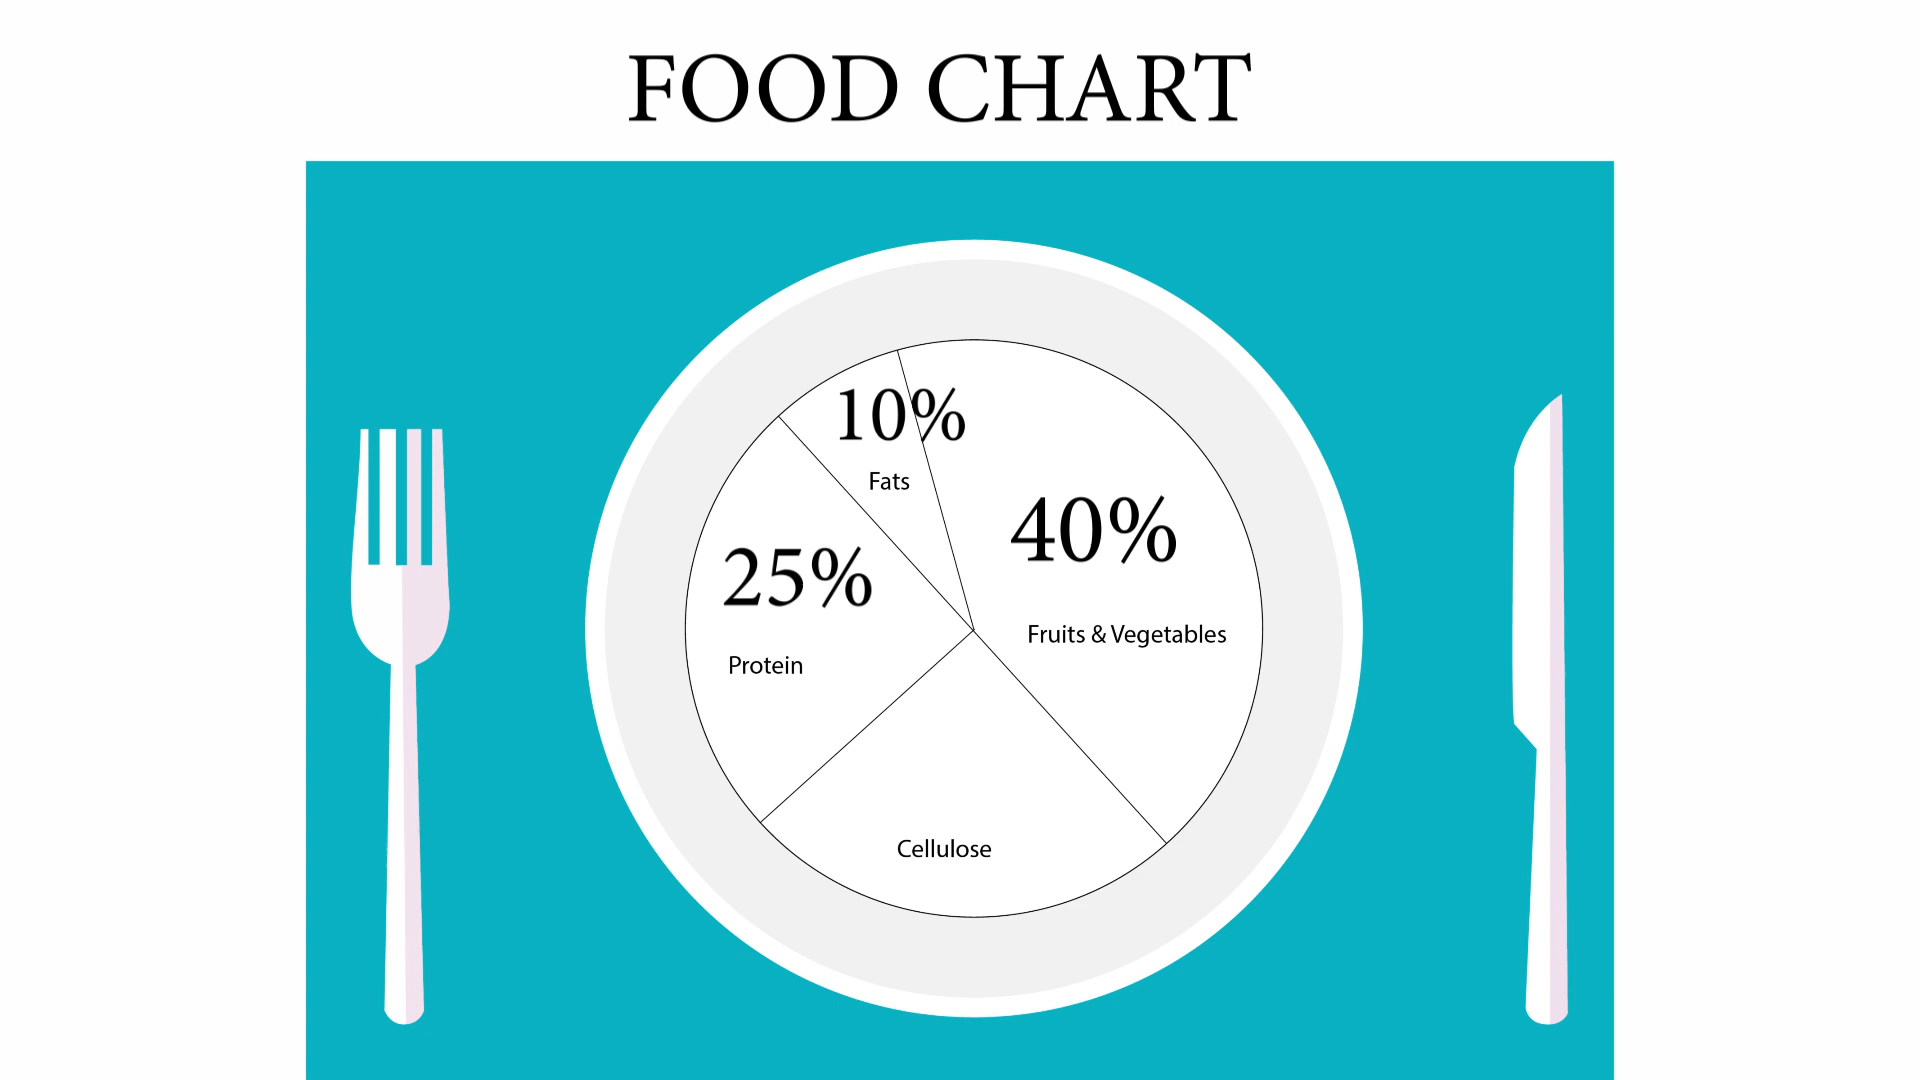 FOOD CHART
10%
Fats
40%
Fruits & Vegetables
25%
Protein
Cellulose